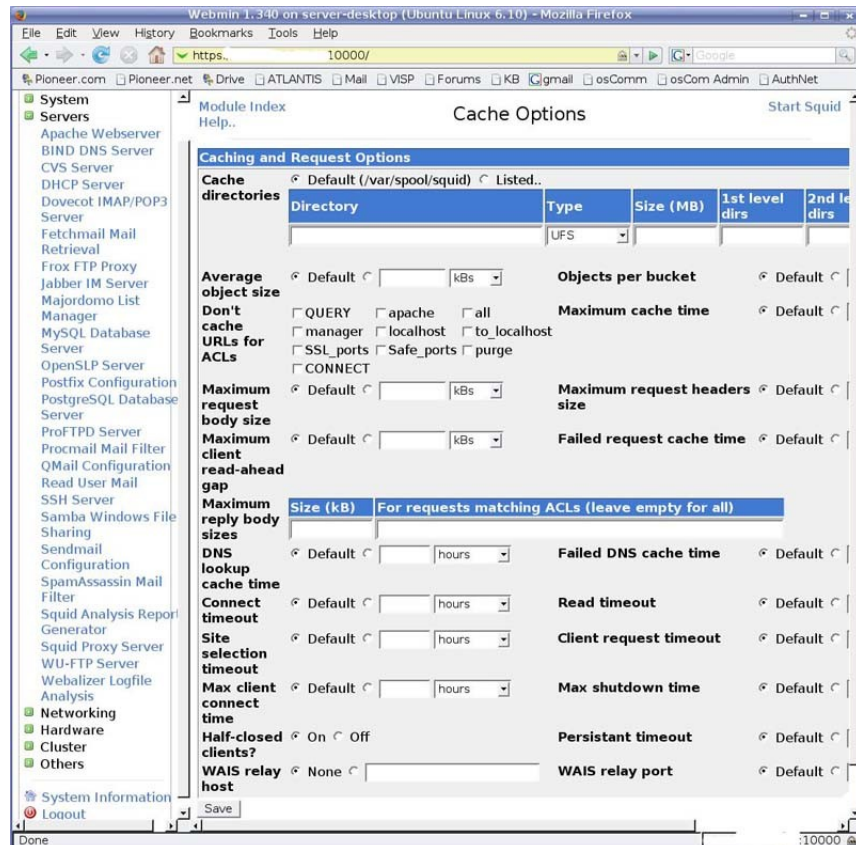 Webmin 1.340 on server-desktop (Ubuntu Linux 6.10) - Mozilla Firefox
File Edit View History Bookmarks Tools Help
https. 10000/
Google
Pioneer.com Pioneer.net Drive ATLANTIS Mail VISP Forums KB gmail osComm osCom Admin AuthNet
System
Servers
Apache Webserver
BIND DNS Server
CVS Server
DHCP Server
Dovecot IMAP/POP3
Server
Fetchmail Mail
Retrieval
Frox FTP Proxy
Jabber IM Server
Majordomo List
Manager
MySQL Database
Server
OpenSLP Server
Postfix Configuration
PostgreSQL Database
Server
ProFTPD Server
Procmail Mail Filter
QMail Configuration
Read User Mail
SSH Server
Samba Windows File
Sharing
Sendmail
Configuration
SpamAssassin Mail
Filter
Squid Analysis Report
Generator
Squid Proxy Server
WU-FTP Server
Webalizer Logfile
Analysis
Networking
Hardware
Cluster
Others
System Information
Logout
Module Index
Help..
Cache Options
Start Squid
Caching and Request Options
Cache directories Default (/var/spool/squid) Listed..
Directory Type Size (MB) 1st level dirs 2nd le dirs
UFS
Average object size Default kBs Objects per bucket Default
Don't cache URLs for ACLs
QUERY apache all
manager localhost to_localhost
SSL_ports Safe_ports purge
CONNECT
Maximum cache time Default
Maximum request body size Default kBs Maximum request headers size Default
Maximum client read-ahead gap Default kBs Failed request cache time Default
Maximum reply body sizes
Size (kB) For requests matching ACLs (leave empty for all)
DNS lookup cache time Default hours Failed DNS cache time Default
Connect timeout Default hours Read timeout Default
Site selection timeout Default hours Client request timeout Default
Max client connect time Default hours Max shutdown time Default
Half-closed clients? On Off Persistant timeout Default
WAIS relay host None WAIS relay port Default
Save
Done
:10000